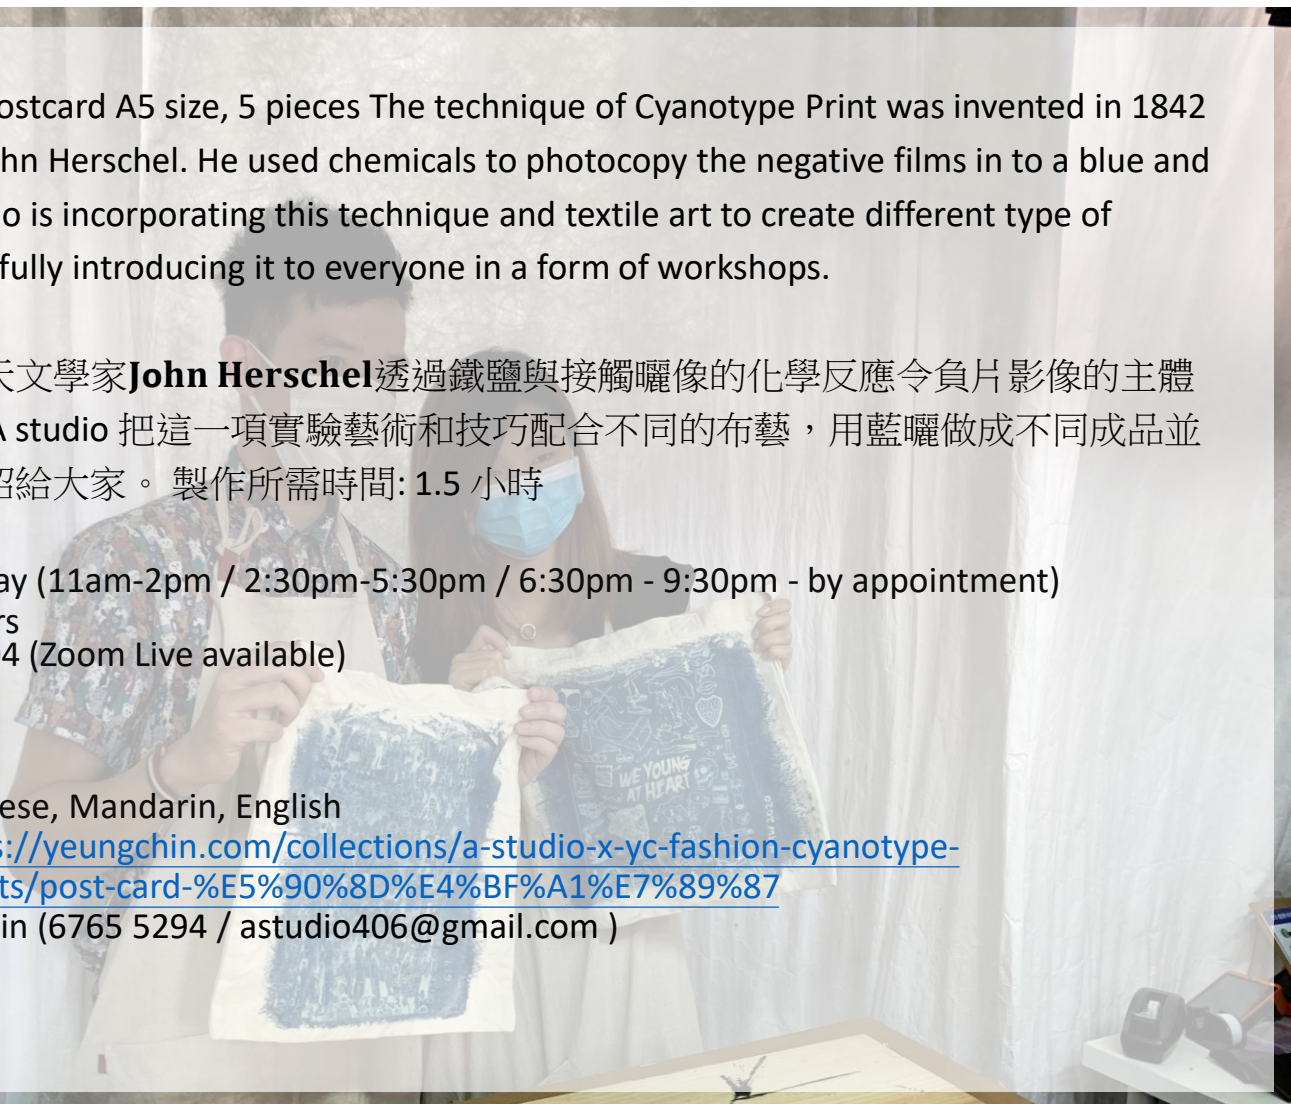 ostcard A5 size, 5 pieces The technique of Cyanotype Print was invented in 1842
hn Herschel. He used chemicals to photocopy the negative films in to a blue and
o is incorporating this technique and textile art to create different type of
fully introducing it to everyone in a form of workshops.
天文學家John Herschel透過鐵鹽與接觸曬像的化學反應令負片影像的主體
A studio 把這一項實驗藝術和技巧配合不同的布藝，用藍曬做成不同成品並
紹給大家。 製作所需時間: 1.5 小時
ay (11am-2pm / 2:30pm-5:30pm / 6:30pm - 9:30pm - by appointment)
rs
4 (Zoom Live available)
WE YOUNG
AT HEART
ese, Mandarin, English
s://yeungchin.com/collections/a-studio-x-yc-fashion-cyanotype-
ts/post-card-%E5%90%8D%E4%BF%A1%E7%89%87
in (6765 5294 / astudio406@gmail.com )